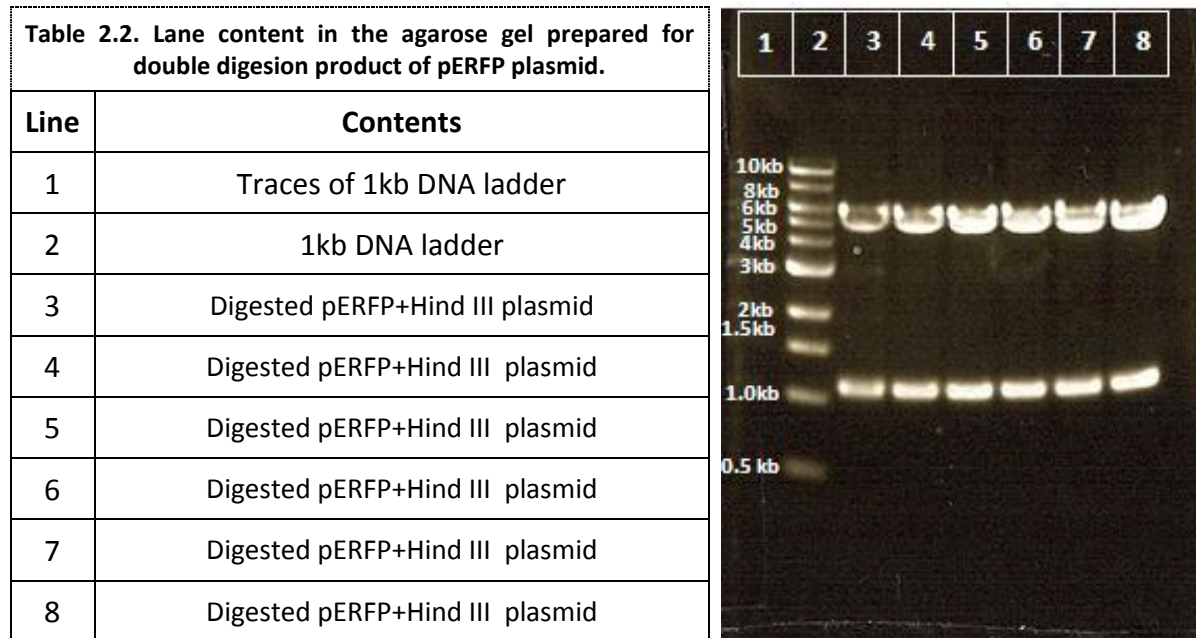 Table 2.2. Lane content in the agarose gel prepared for
double digesion product of pERFP plasmid.
Line Contents
1 Traces of 1kb DNA ladder
2 1kb DNA ladder
3 Digested pERFP+Hind III plasmid
4 Digested pERFP+Hind III plasmid
5 Digested pERFP+Hind III plasmid
6 Digested pERFP+Hind III plasmid
7 Digested pERFP+Hind III plasmid
8 Digested pERFP+Hind III plasmid
1 2 3 4 5 6 7 8
10kb
8kb
6kb
5kb
4kb
3kb
2kb
1.5kb
1.0kb
0.5 kb